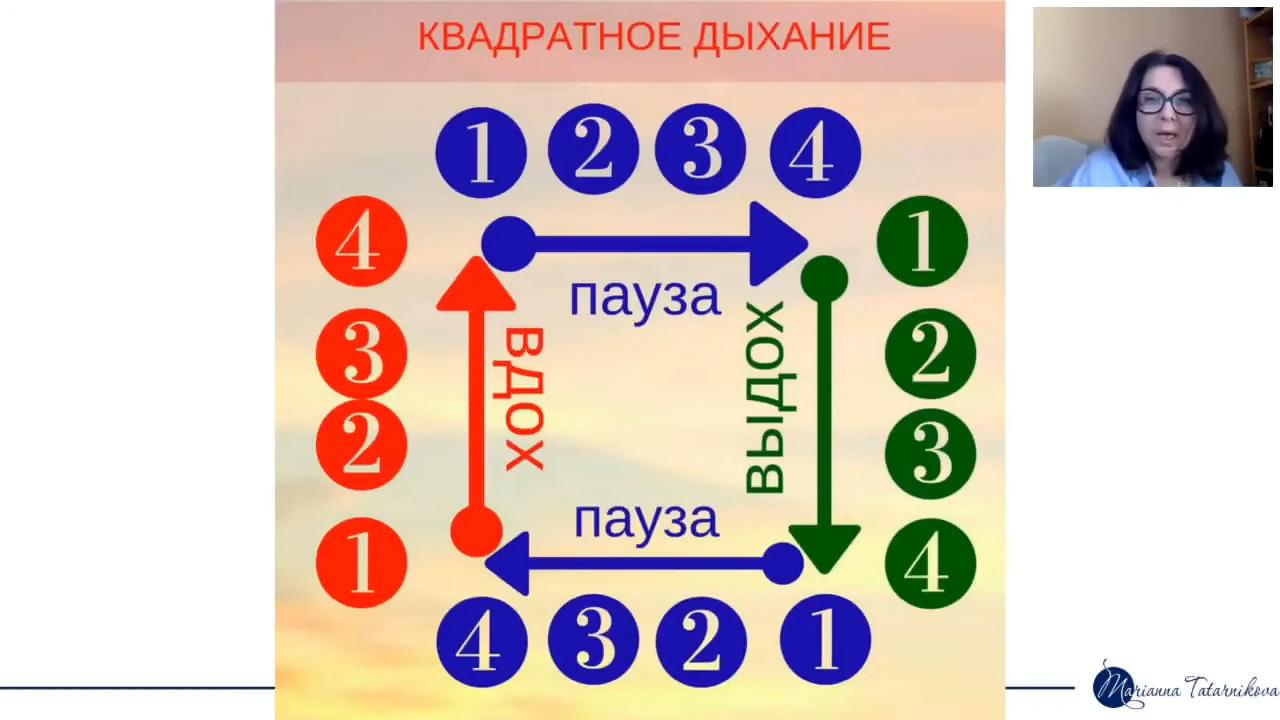 КВАДРАТНОЕ ДЫХАНИЕ
1 2 3 4
4
3
2
1
пауза
вдох
выдох
1
2
3
4
пауза
4 3 2 1
Marianna Tatarnikova